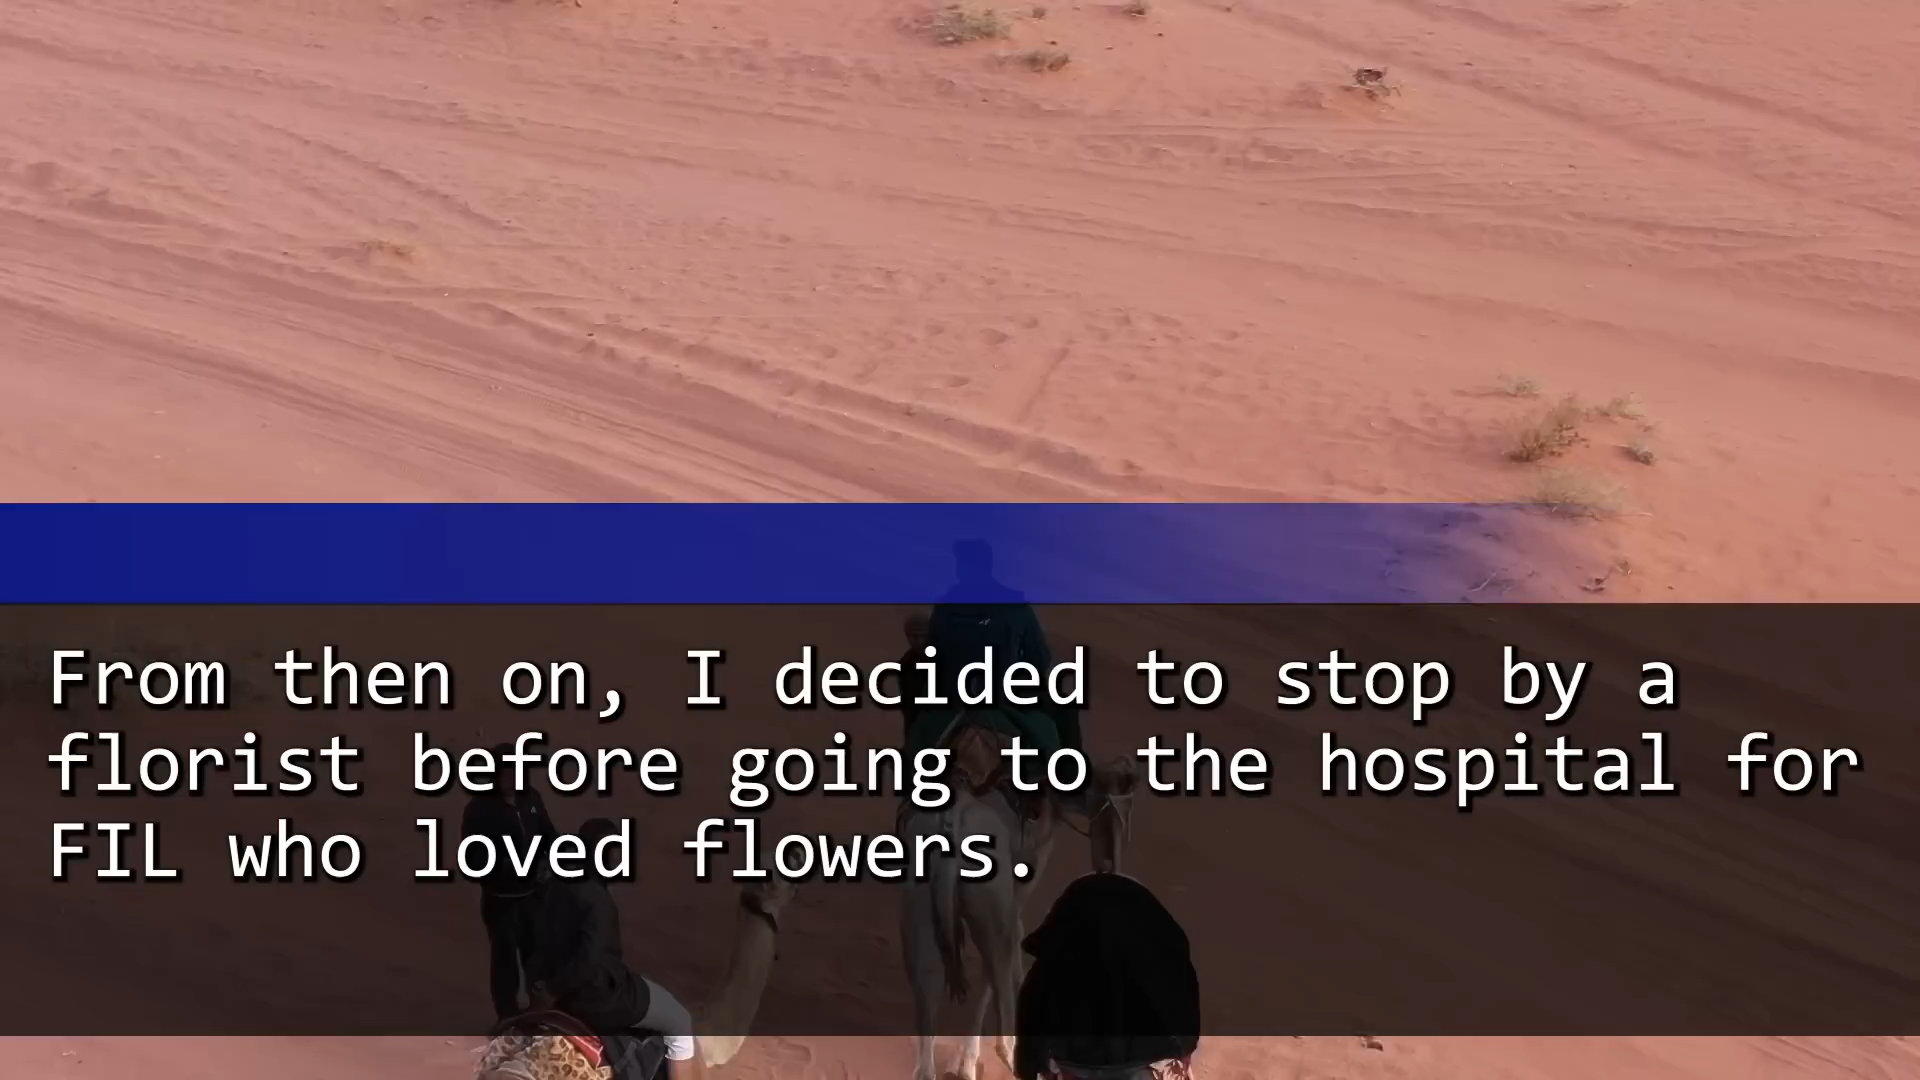 From then on, I decided to stop by a
florist before going to the hospital for
FIL who loved flowers.